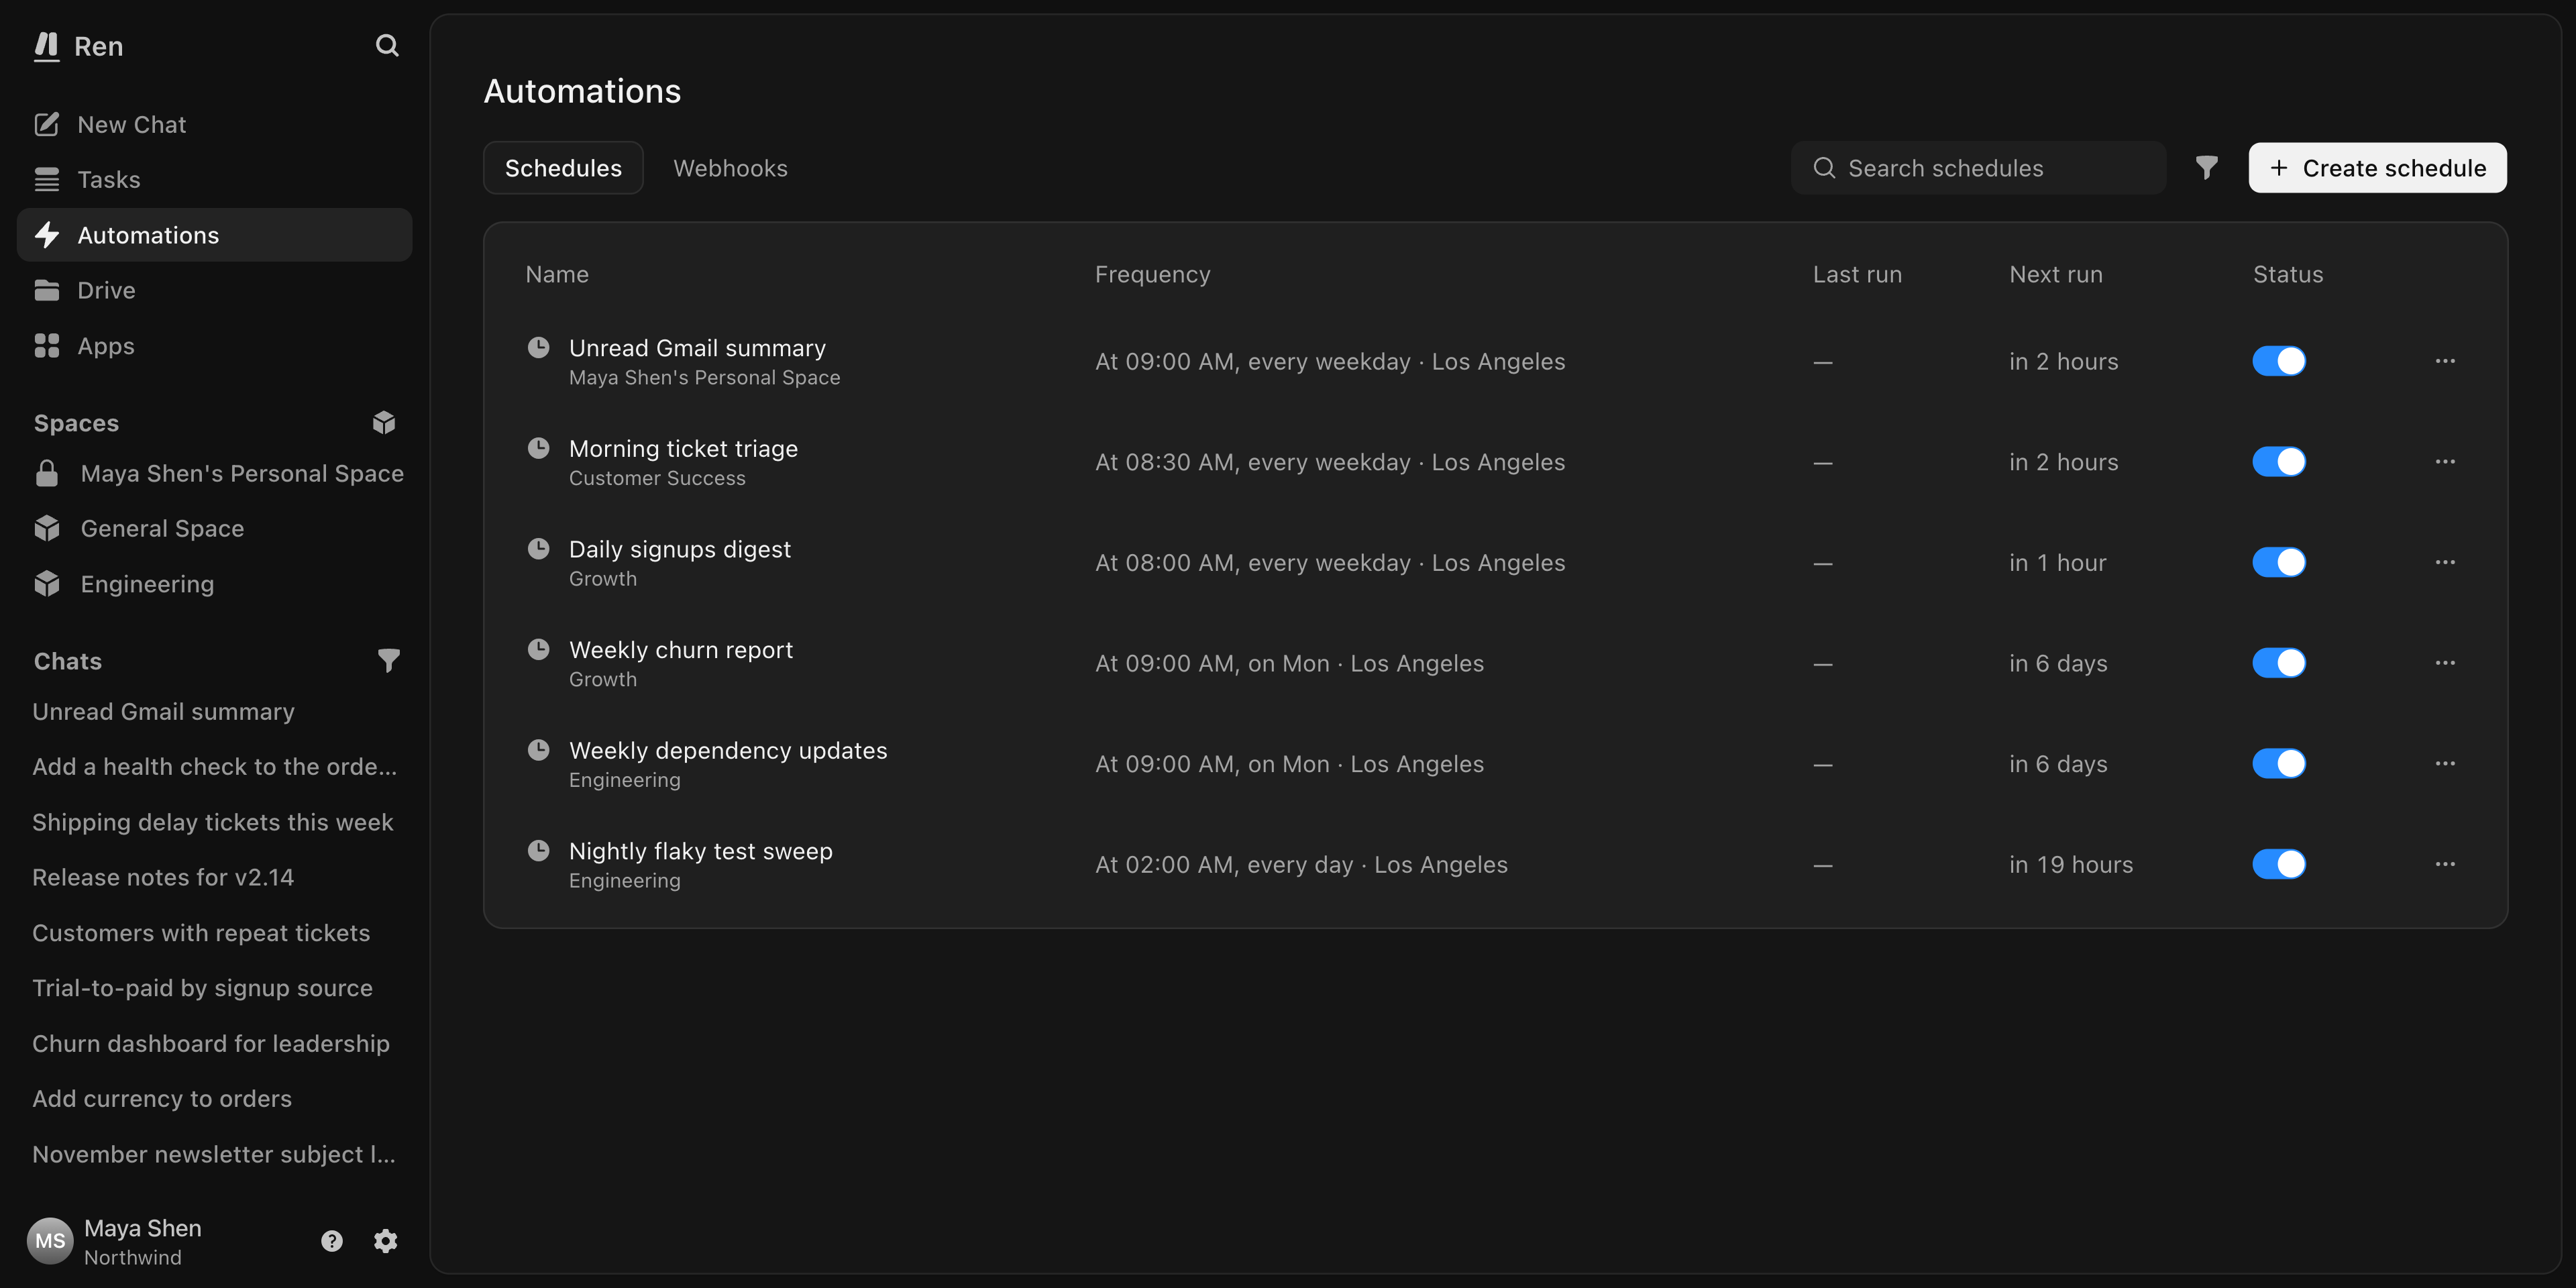 Ren
New Chat
Tasks
Automations
Drive
Apps
Spaces
Maya Shen's Personal Space
General Space
Engineering
Chats
Unread Gmail summary
Add a health check to the orde...
Shipping delay tickets this week
Release notes for v2.14
Customers with repeat tickets
Trial-to-paid by signup source
Churn dashboard for leadership
Add currency to orders
November newsletter subject l...
MS
Maya Shen
Northwind
?
Automations
Schedules Webhooks Search schedules + Create schedule
Name Frequency Last run Next run Status
Unread Gmail summary
Maya Shen's Personal Space
At 09:00 AM, every weekday · Los Angeles — in 2 hours
Morning ticket triage
Customer Success
At 08:30 AM, every weekday · Los Angeles — in 2 hours
Daily signups digest
Growth
At 08:00 AM, every weekday · Los Angeles — in 1 hour
Weekly churn report
Growth
At 09:00 AM, on Mon · Los Angeles — in 6 days
Weekly dependency updates
Engineering
At 09:00 AM, on Mon · Los Angeles — in 6 days
Nightly flaky test sweep
Engineering
At 02:00 AM, every day · Los Angeles — in 19 hours